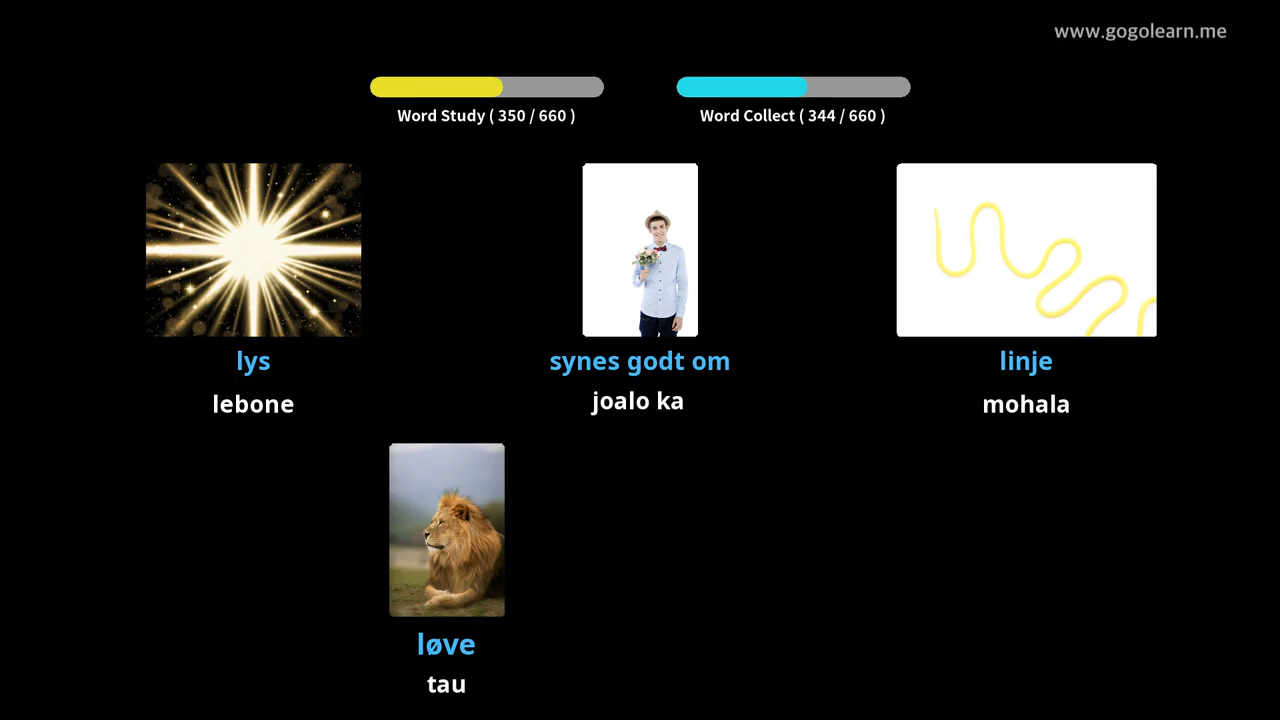 www.gogolearn.me
Word Study ( 350 / 660 )
Word Collect ( 344 / 660 )
lys
lebone
synes godt om
joalo ka
linje
mohala
løve
tau